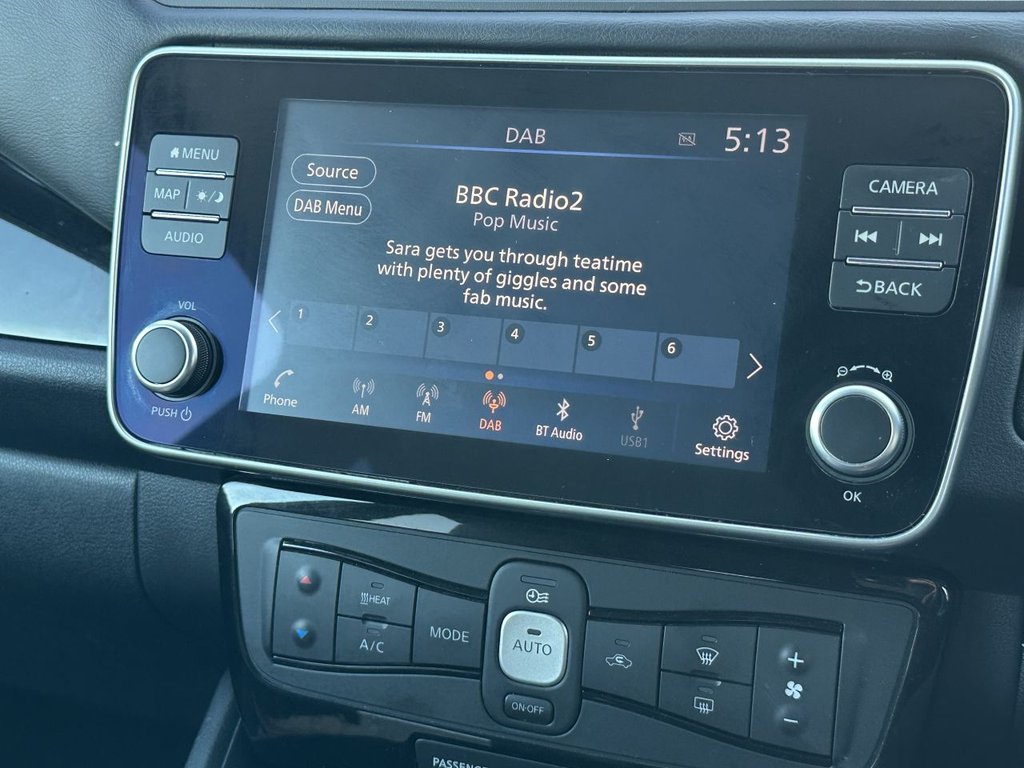 MENU
MAP
AUDIO
VOL
PUSH
DAB
5:13
Source
DAB Menu
BBC Radio2
Pop Music
Sara gets you through teatime
with plenty of giggles and some
fab music.
1 2 3 4 5 6
Phone
AM
FM
DAB
BT Audio
USB1
Settings
CAMERA
BACK
OK
HEAT
A/C
MODE
AUTO
ON·OFF
PASSENG